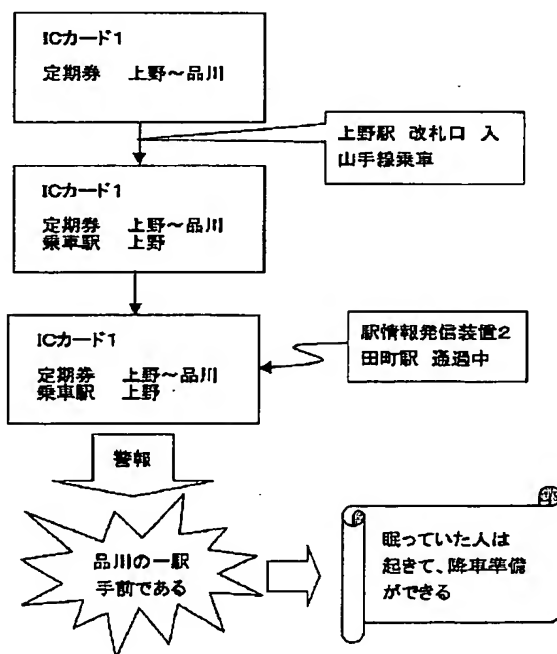 ICカード1
定期券 上野~品川
上野駅 改札口 入
山手線乗車
ICカード1
定期券 上野~品川
乗車駅 上野
ICカード1
定期券 上野~品川
乗車駅 上野
駅情報発信装置2
田町駅 通過中
警報
品川の一駅
手前である
眠っていた人は
起きて、降車準備
ができる